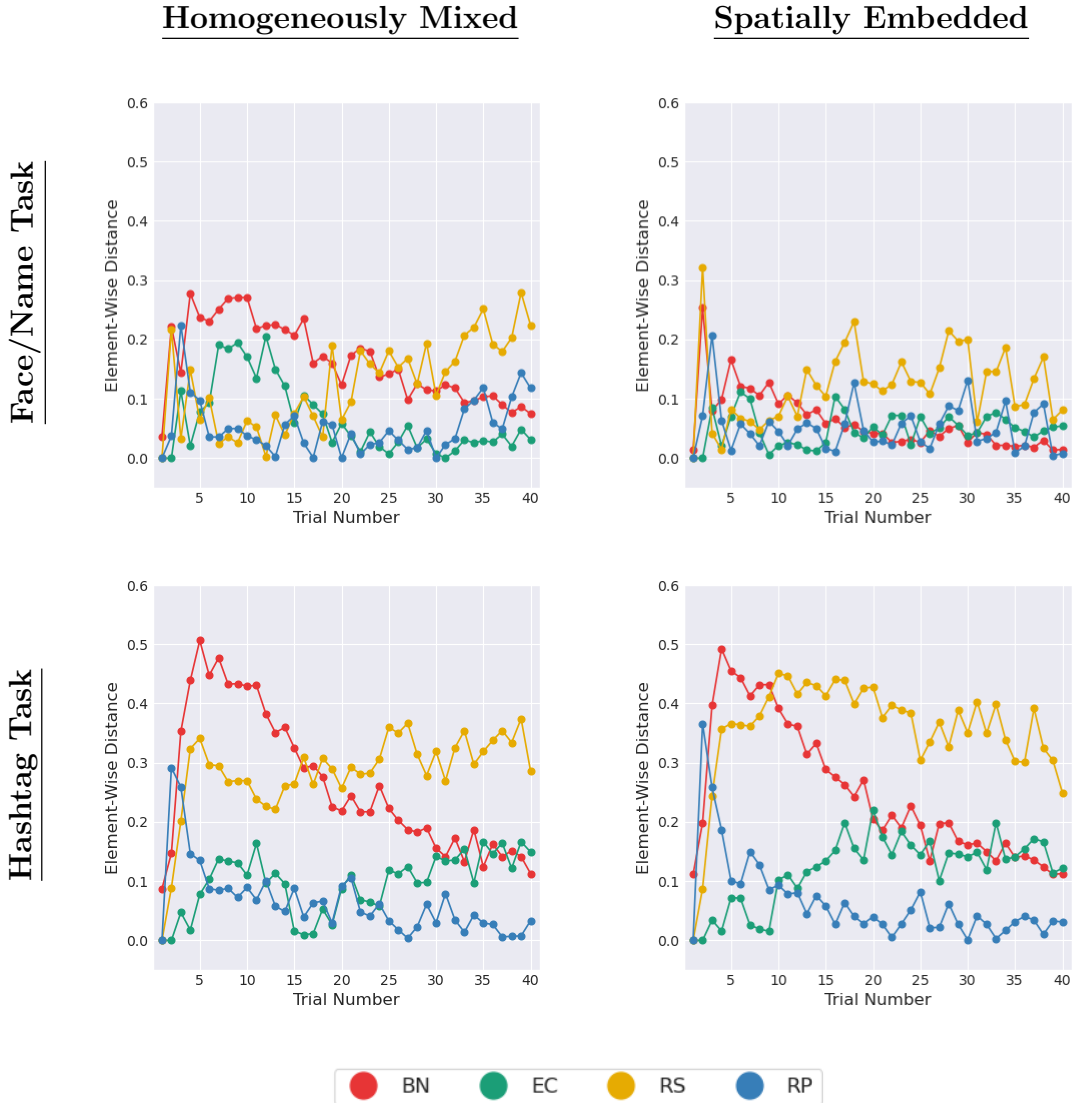 Homogeneously Mixed
Spatially Embedded
Face/Name Task
0.6
0.5
0.4
0.3
0.2
0.1
0.0
Element-Wise Distance
5 10 15 20 25 30 35 40
Trial Number
0.6
0.5
0.4
0.3
0.2
0.1
0.0
Element-Wise Distance
5 10 15 20 25 30 35 40
Trial Number
Hashtag Task
0.6
0.5
0.4
0.3
0.2
0.1
0.0
Element-Wise Distance
5 10 15 20 25 30 35 40
Trial Number
0.6
0.5
0.4
0.3
0.2
0.1
0.0
Element-Wise Distance
5 10 15 20 25 30 35 40
Trial Number
BN EC RS RP